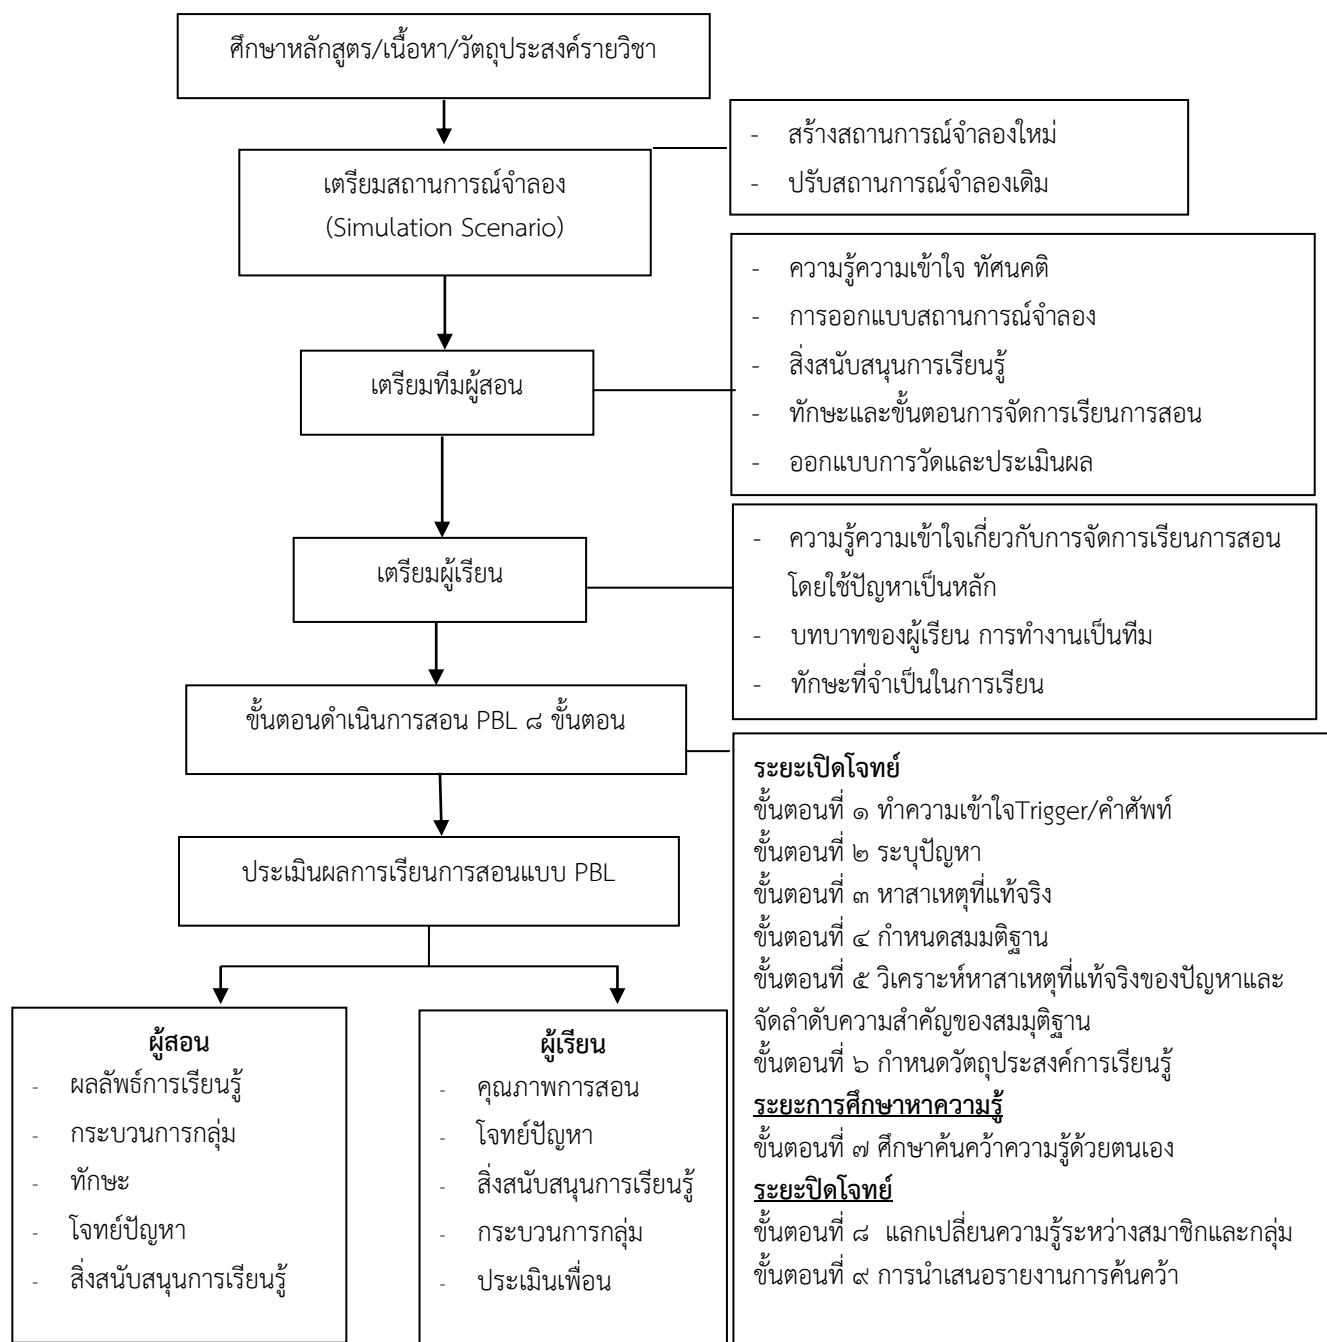 ศึกษาหลักสูตร/เนื้อหา/วัตถุประสงค์รายวิชา
เตรียมสถานการณ์จำลอง
(Simulation Scenario)
- สร้างสถานการณ์จำลองใหม่
- ปรับสถานการณ์จำลองเดิม
เตรียมทีมผู้สอน
- ความรู้ความเข้าใจ ทัศนคติ
- การออกแบบสถานการณ์จำลอง
- สิ่งสนับสนุนการเรียนรู้
- ทักษะและขั้นตอนการจัดการเรียนการสอน
- ออกแบบการวัดและประเมินผล
เตรียมผู้เรียน
- ความรู้ความเข้าใจเกี่ยวกับการจัดการเรียนการสอน
โดยใช้ปัญหาเป็นหลัก
- บทบาทของผู้เรียน การทำงานเป็นทีม
- ทักษะที่จำเป็นในการเรียน
ขั้นตอนดำเนินการสอน PBL ๘ ขั้นตอน
ระยะเปิดโจทย์
ขั้นตอนที่ ๑ ทำความเข้าใจTrigger/คำศัพท์
ขั้นตอนที่ ๒ ระบุปัญหา
ขั้นตอนที่ ๓ หาสาเหตุที่แท้จริง
ขั้นตอนที่ ๔ กำหนดสมมติฐาน
ขั้นตอนที่ ๕ วิเคราะห์หาสาเหตุที่แท้จริงของปัญหาและ
จัดลำดับความสำคัญของสมมุติฐาน
ขั้นตอนที่ ๖ กำหนดวัตถุประสงค์การเรียนรู้
ระยะการศึกษาหาความรู้
ขั้นตอนที่ ๗ ศึกษาค้นคว้าความรู้ด้วยตนเอง
ระยะปิดโจทย์
ขั้นตอนที่ ๘ แลกเปลี่ยนความรู้ระหว่างสมาชิกและกลุ่ม
ขั้นตอนที่ ๙ การนำเสนอรายงานการค้นคว้า
ประเมินผลการเรียนการสอนแบบ PBL
ผู้สอน
- ผลลัพธ์การเรียนรู้
- กระบวนการกลุ่ม
- ทักษะ
- โจทย์ปัญหา
- สิ่งสนับสนุนการเรียนรู้
ผู้เรียน
- คุณภาพการสอน
- โจทย์ปัญหา
- สิ่งสนับสนุนการเรียนรู้
- กระบวนการกลุ่ม
- ประเมินเพื่อน